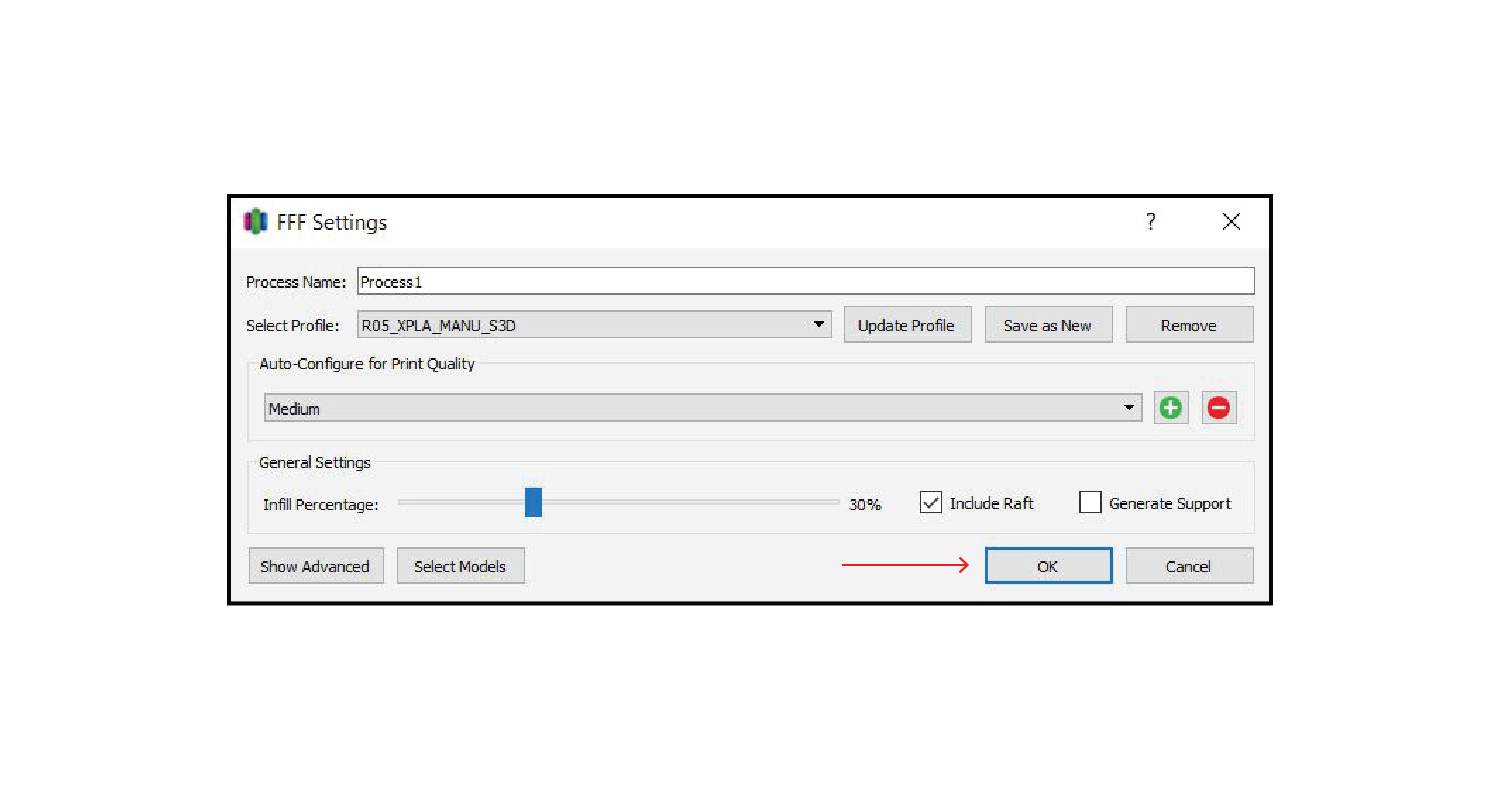 FFF Settings ?
Process Name: Process1
Select Profile: R05_XPLA_MANU_S3D Update Profile Save as New Remove
Auto-Configure for Print Quality
Medium
General Settings
Infill Percentage: 30% Include Raft Generate Support
Show Advanced Select Models OK Cancel